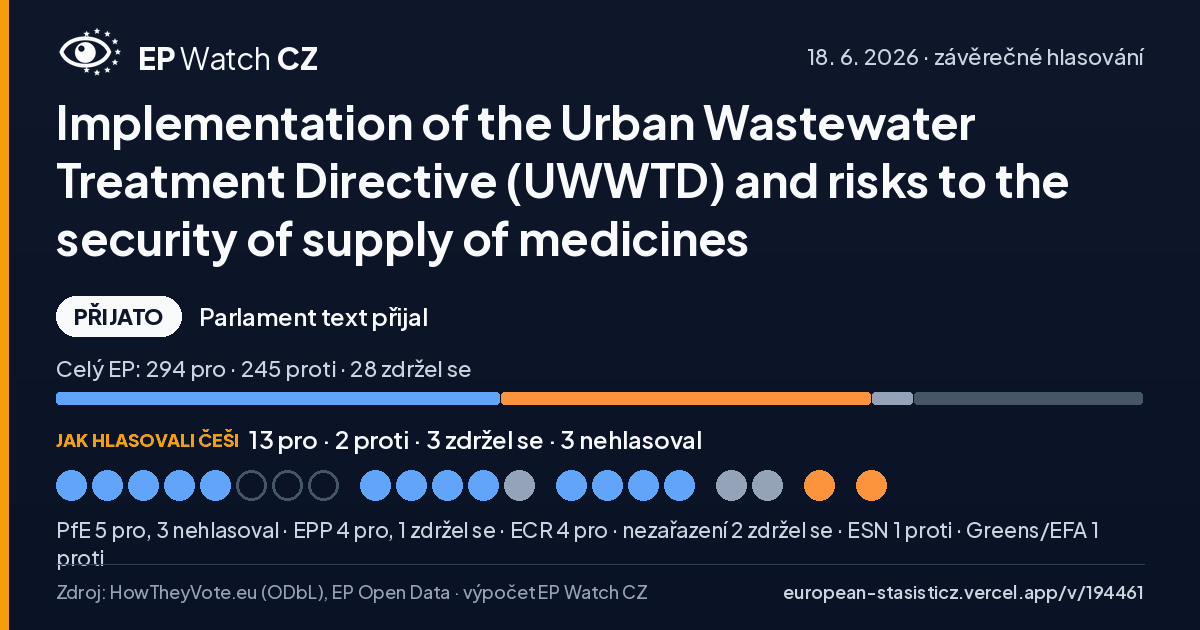 EP Watch CZ
18. 6. 2026 · závěrečné hlasování
Implementation of the Urban Wastewater
Treatment Directive (UWWTD) and risks to the
security of supply of medicines
PŘIJATO Parlament text přijal
Celý EP: 294 pro · 245 proti · 28 zdržel se
JAK HLASOVALI ČEŠI 13 pro · 2 proti · 3 zdržel se · 3 nehlasoval
PfE 5 pro, 3 nehlasoval · EPP 4 pro, 1 zdržel se · ECR 4 pro · nezařazení 2 zdržel se · ESN 1 proti · Greens/EFA 1
proti
Zdroj: HowTheyVote.eu (ODbL), EP Open Data · výpočet EP Watch CZ
european-stasisticz.vercel.app/v/194461